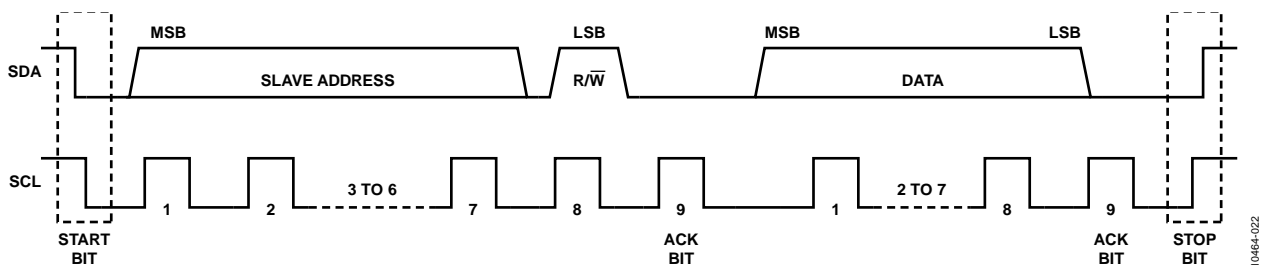 MSB LSB MSB LSB
SDA SLAVE ADDRESS R/W̅ DATA
SCL
3 TO 6 2 TO 7
1 2 7 8 9 1 8 9
START ACK ACK STOP
BIT BIT BIT BIT
10464-022